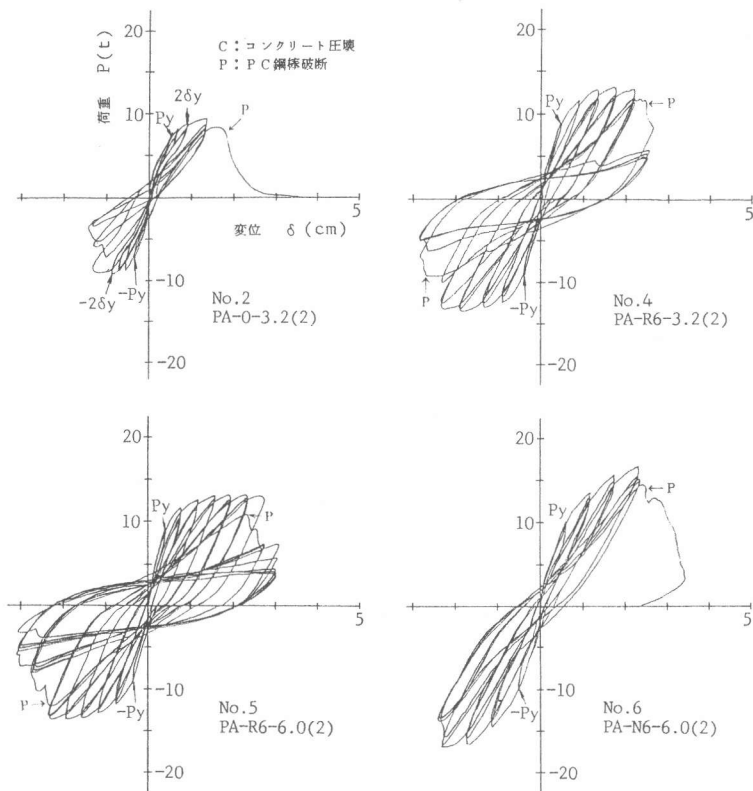 20
荷重 P(t)
C:コンクリート圧壊
P:PC鋼棒破断
2δy
Py
P
10
5
変位 δ(cm)
-2δy
-Py
-10
-20
No.2
PA-0-3.2(2)
20
Py
P
10
5
P
-Py
-10
-20
No.4
PA-R6-3.2(2)
20
Py
P
10
5
P
-Py
-10
-20
No.5
PA-R6-6.0(2)
20
Py
P
10
5
-Py
-10
-20
No.6
PA-N6-6.0(2)